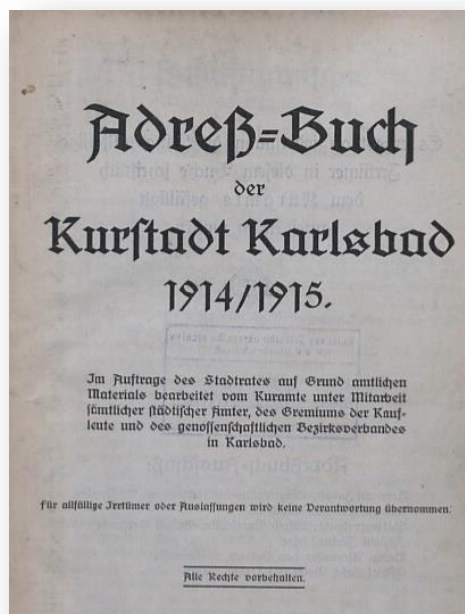 Adreß=Buch
der
Kurstadt Karlsbad
1914/1915.
Im Auftrage des Stadtrates auf Grund amtlichen
Materials bearbeitet vom Kuramte unter Mitarbeit
sämtlicher städtischer Ämter, des Gremiums der Kauf-
leute und des genossenschaftlichen Bezirksverbandes
in Karlsbad.
Für allfällige Irrtümer oder Auslassungen wird keine Verantwortung übernommen.
Alle Rechte vorbehalten.